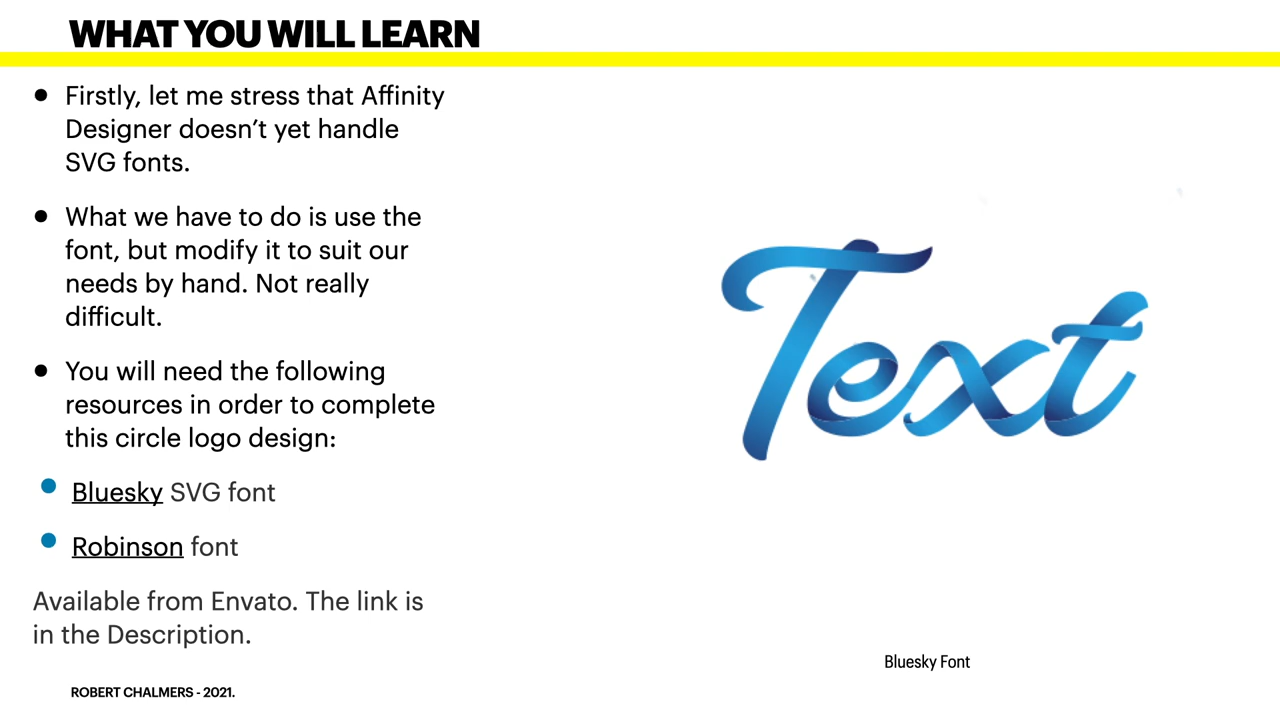 WHAT YOU WILL LEARN
• Firstly, let me stress that Affinity
Designer doesn’t yet handle
SVG fonts.
• What we have to do is use the
font, but modify it to suit our
needs by hand. Not really
difficult.
• You will need the following
resources in order to complete
this circle logo design:
• Bluesky SVG font
• Robinson font
Available from Envato. The link is
in the Description.
Text
Bluesky Font
ROBERT CHALMERS - 2021.